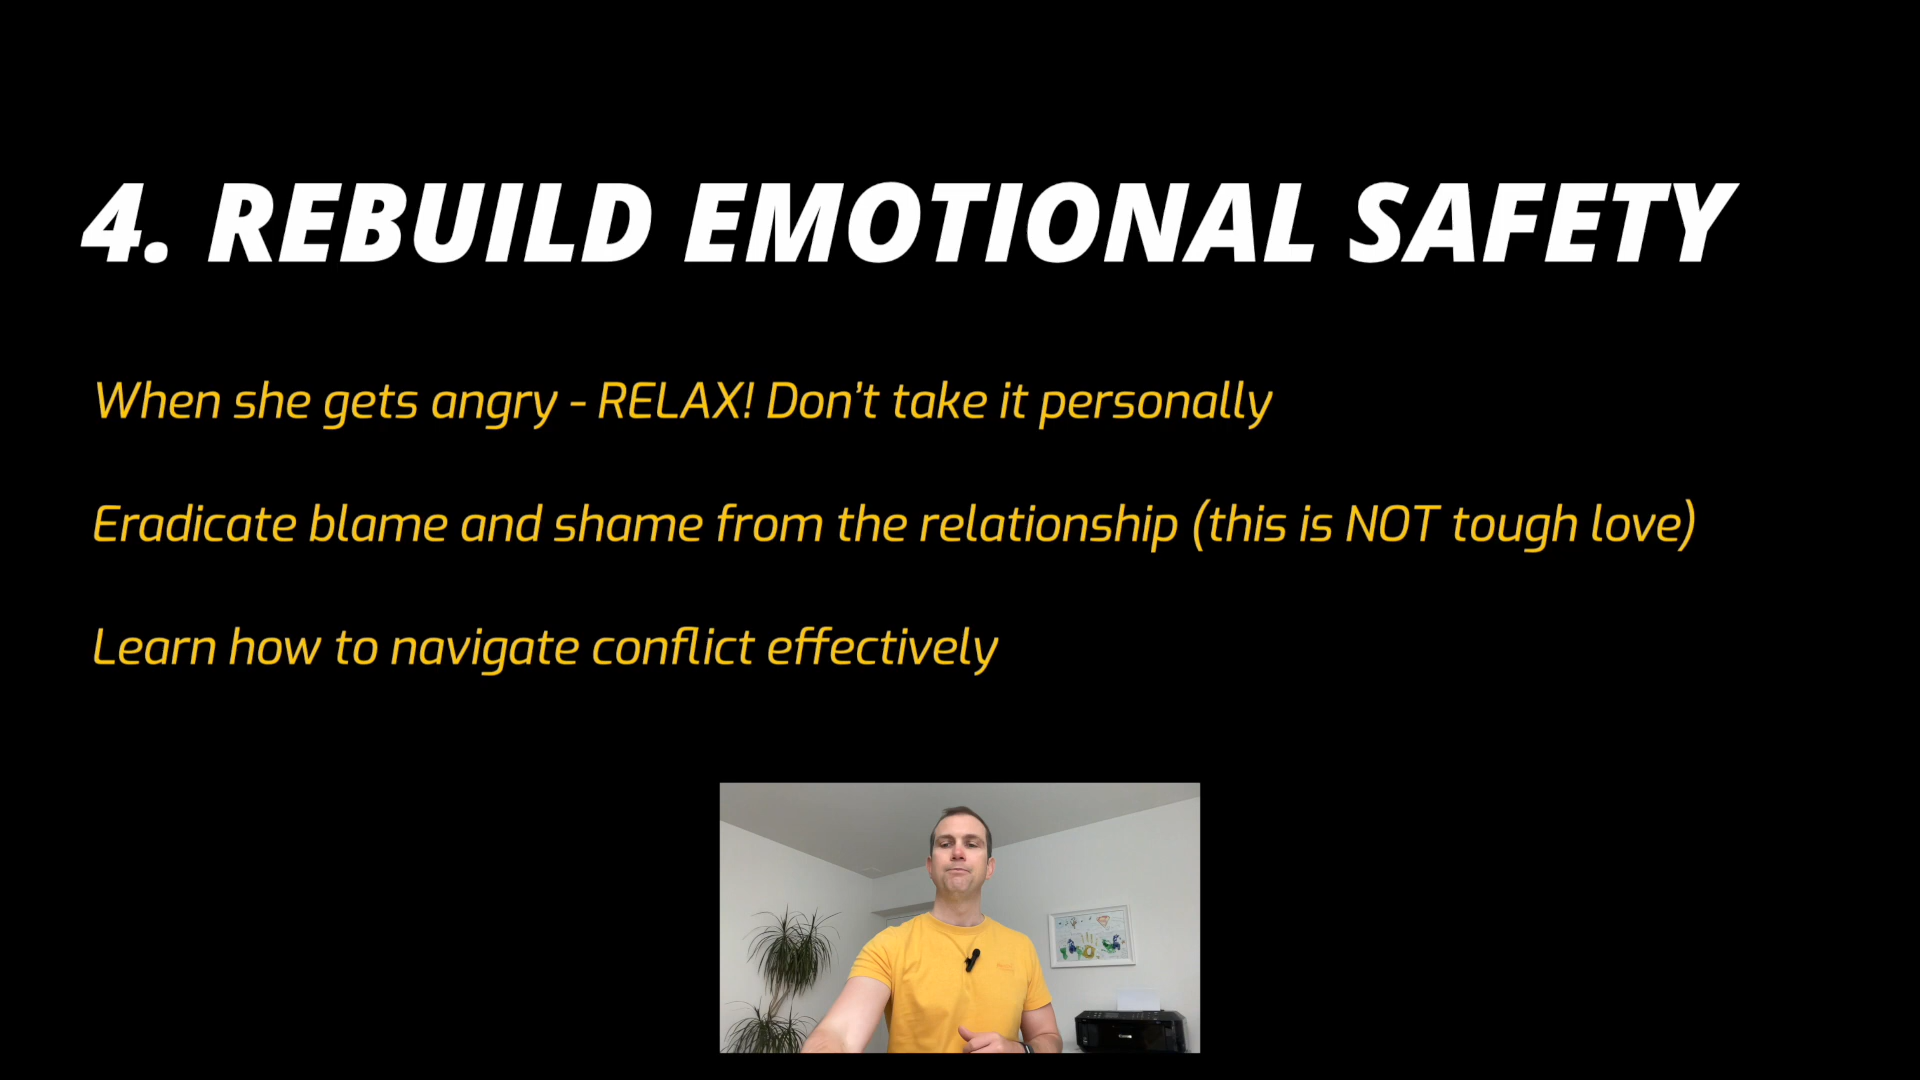 4. REBUILD EMOTIONAL SAFETY
When she gets angry - RELAX! Don’t take it personally
Eradicate blame and shame from the relationship (this is NOT tough love)
Learn how to navigate conflict effectively